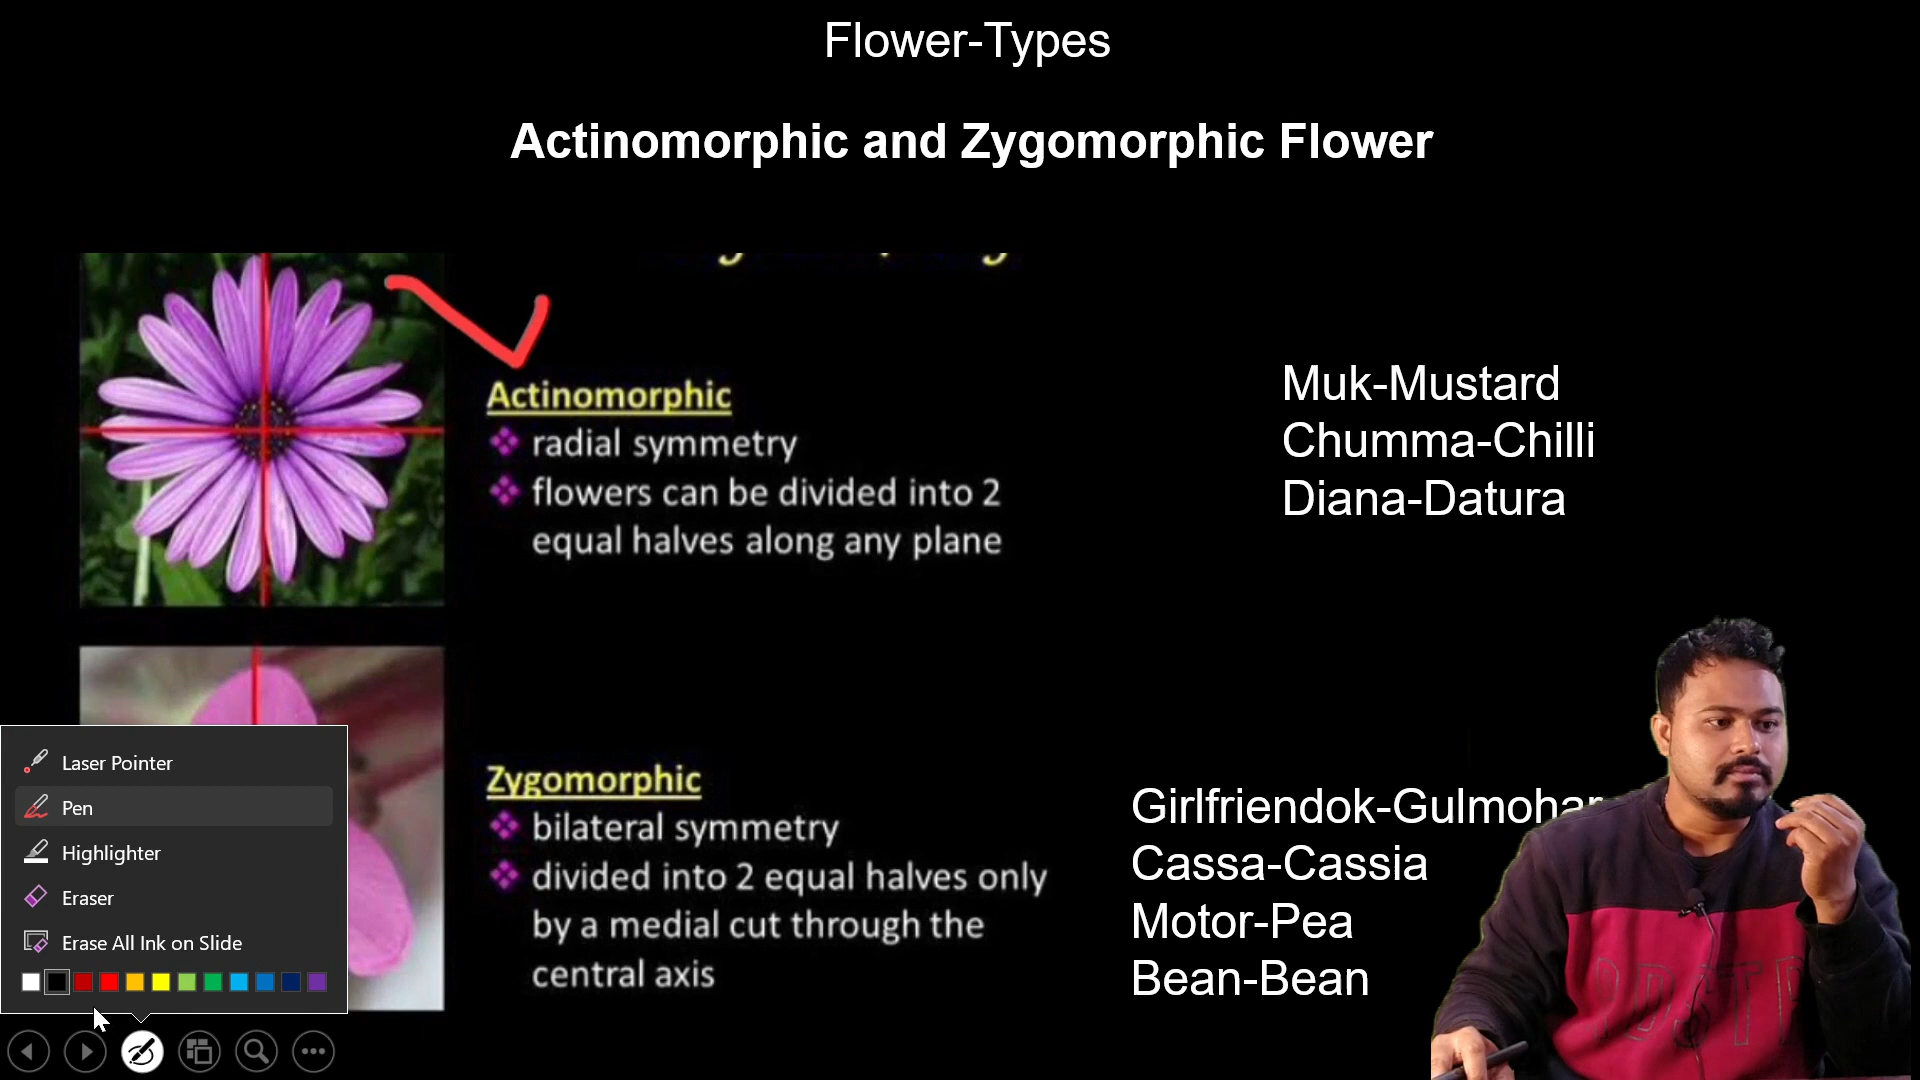 Flower-Types
Actinomorphic and Zygomorphic Flower
Actinomorphic
radial symmetry
flowers can be divided into 2
equal halves along any plane
Muk-Mustard
Chumma-Chilli
Diana-Datura
Zygomorphic
bilateral symmetry
divided into 2 equal halves only
by a medial cut through the
central axis
Girlfriendok-Gulmohar
Cassa-Cassia
Motor-Pea
Bean-Bean
Laser Pointer
Pen
Highlighter
Eraser
Erase All Ink on Slide